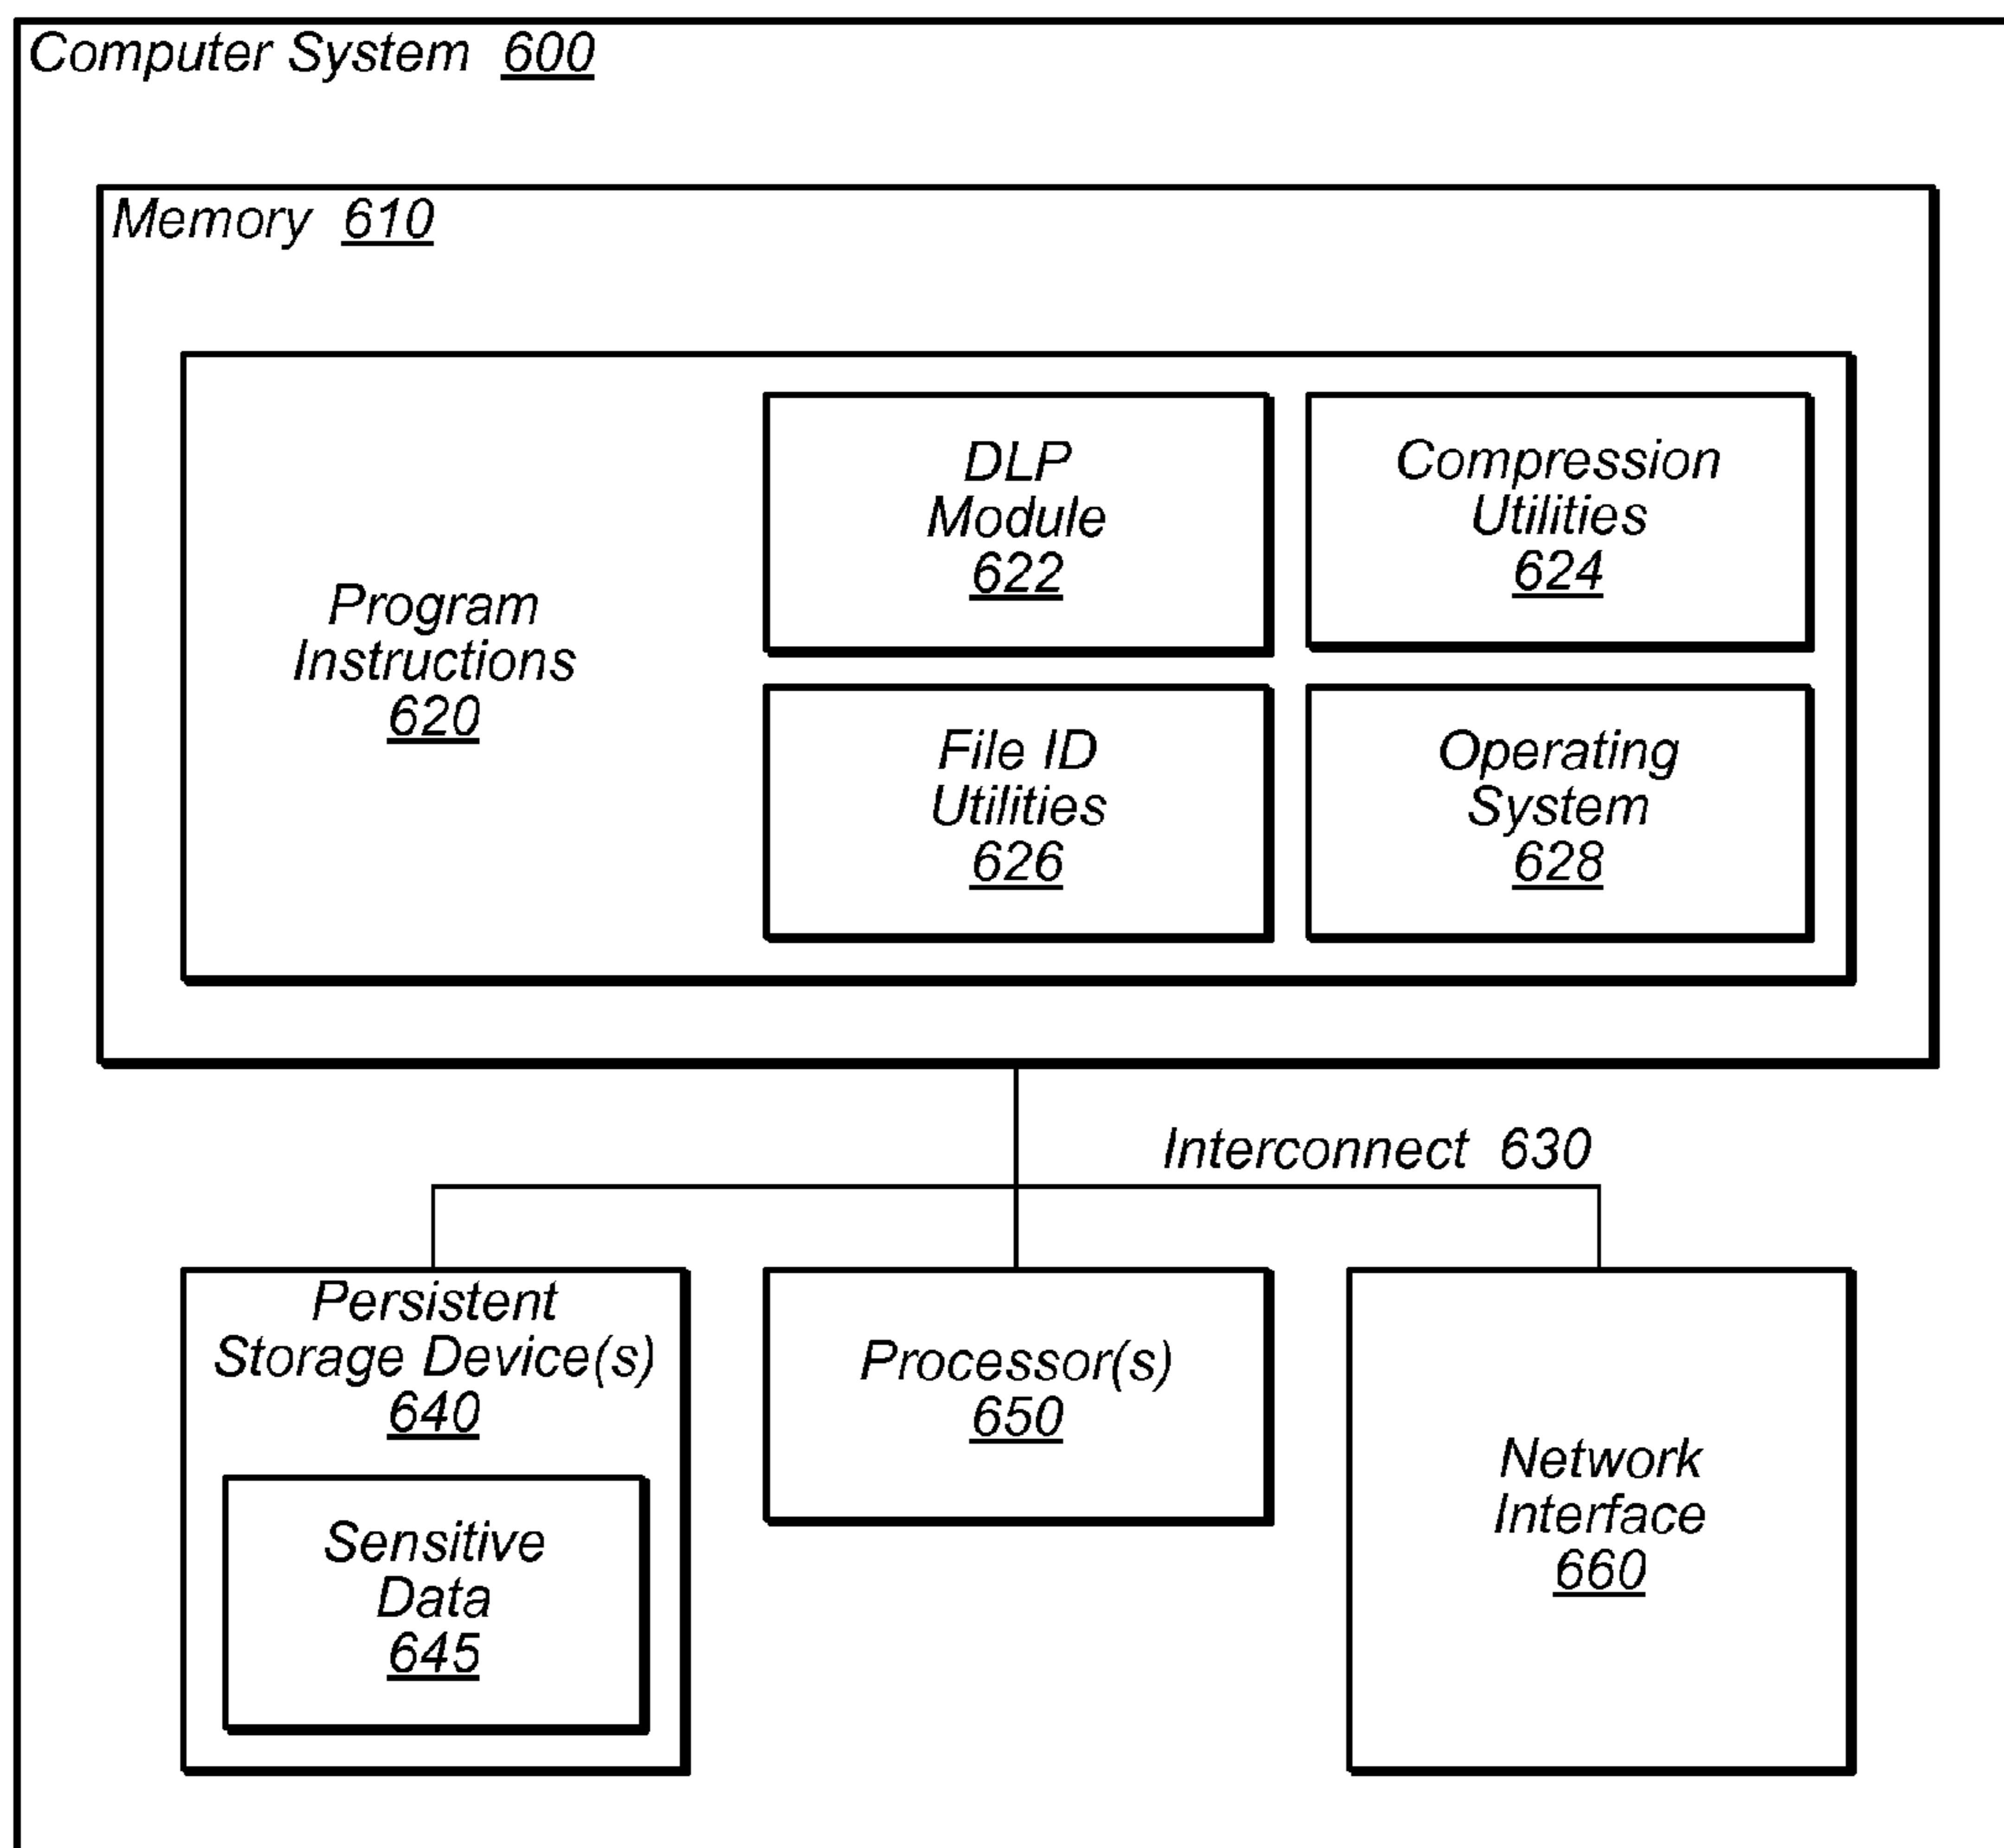 Computer System 600
Memory 610
Program
Instructions
620
DLP
Module
622
Compression
Utilities
624
File ID
Utilities
626
Operating
System
628
Interconnect 630
Persistent
Storage Device(s)
640
Sensitive
Data
645
Processor(s)
650
Network
Interface
660